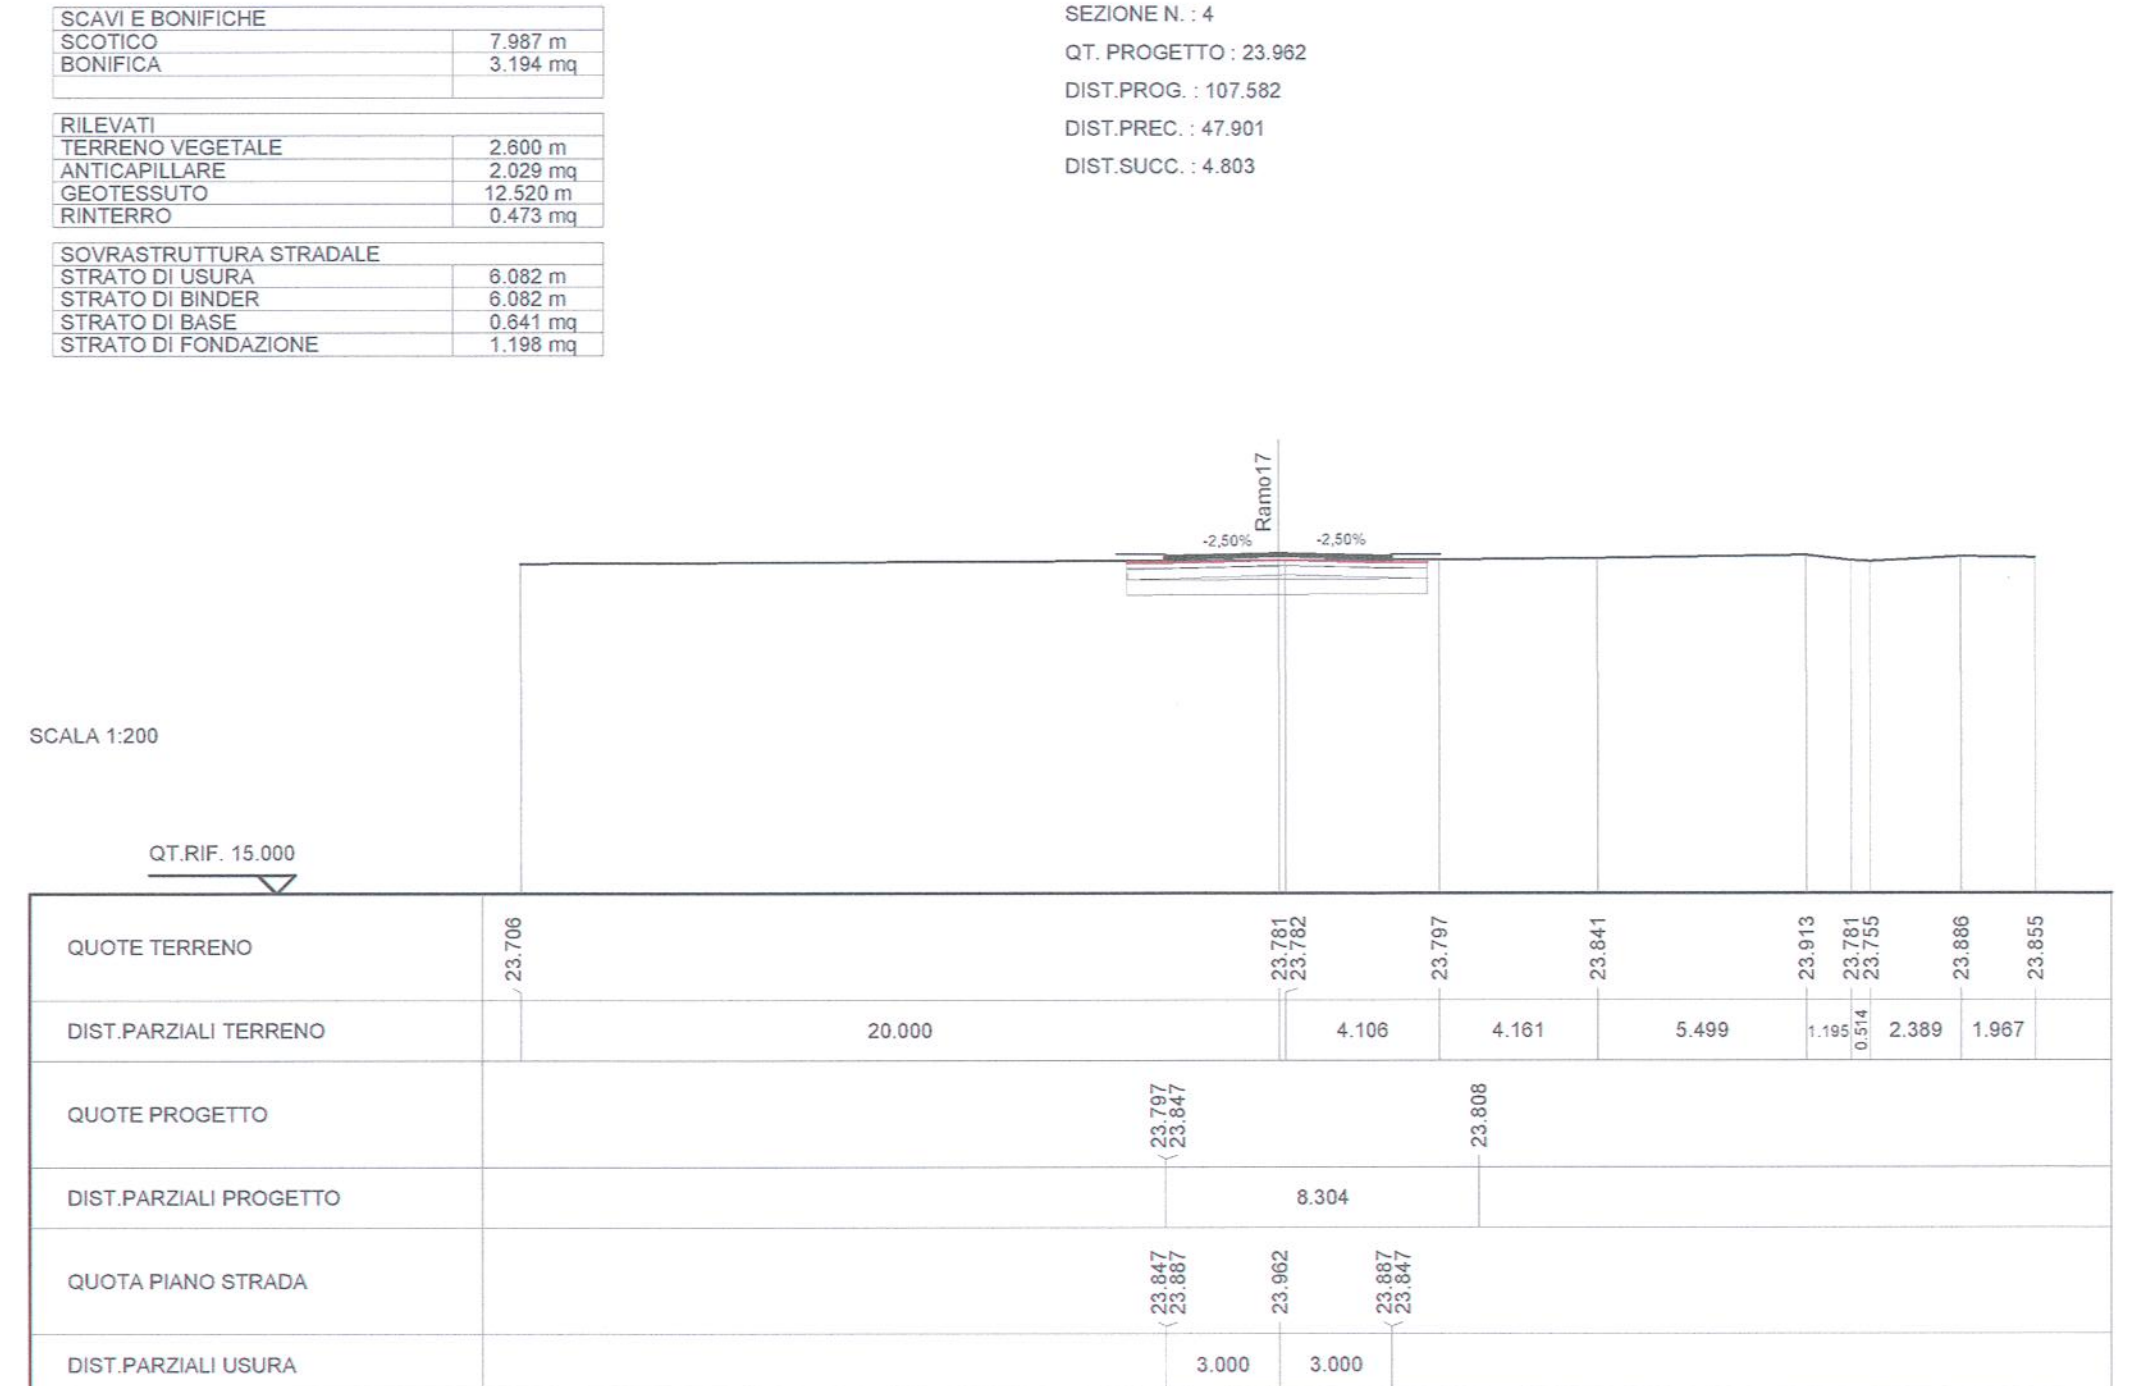 SCAVI E BONIFICHE
SCOTICO 7.987 m
BONIFICA 3.194 mq
RILEVATI
TERRENO VEGETALE 2.600 m
ANTICAPILLARE 2.029 mq
GEOTESSUTO 12.520 m
RINTERRO 0.473 mq
SOVRASTRUTTURA STRADALE
STRATO DI USURA 6.082 m
STRATO DI BINDER 6.082 m
STRATO DI BASE 0.641 mq
STRATO DI FONDAZIONE 1.198 mq
SEZIONE N. : 4
QT. PROGETTO : 23.962
DIST.PROG. : 107.582
DIST.PREC. : 47.901
DIST.SUCC. : 4.803
Ramo17
-2,50% -2,50%
SCALA 1:200
QT.RIF. 15.000
QUOTE TERRENO 23.706 23.781 23.782 23.797 23.841 23.913 23.781 23.755 23.886 23.855
DIST.PARZIALI TERRENO 20.000 4.106 4.161 5.499 1.195 0.514 2.389 1.967
QUOTE PROGETTO 23.797 23.847 23.808
DIST.PARZIALI PROGETTO 8.304
QUOTA PIANO STRADA 23.847 23.887 23.962 23.887 23.847
DIST.PARZIALI USURA 3.000 3.000